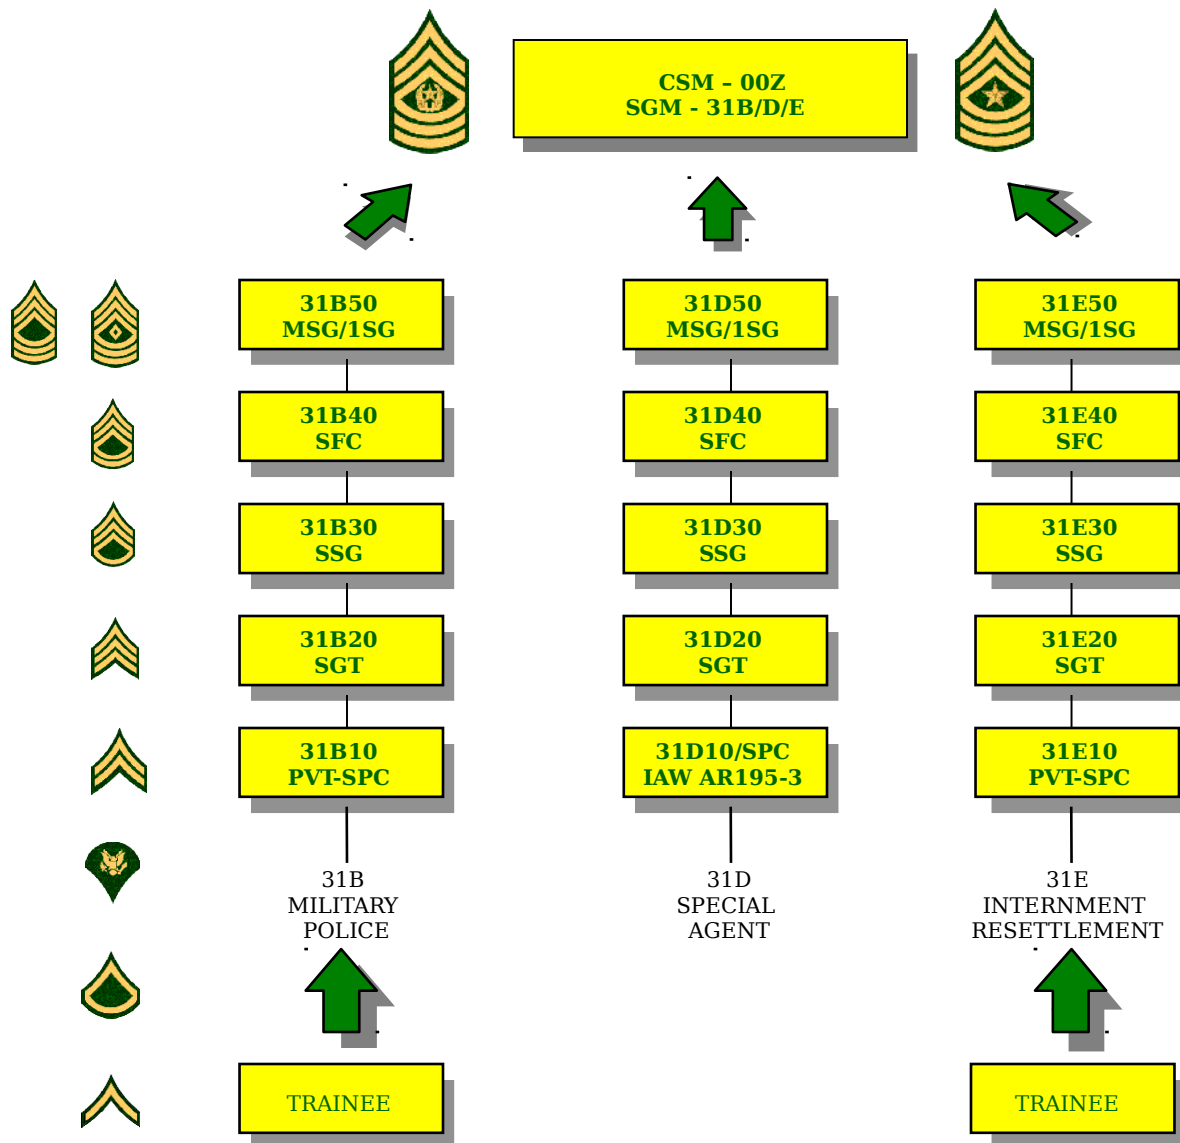 CSM – 00Z
SGM - 31B/D/E
31B50
MSG/1SG
31D50
MSG/1SG
31E50
MSG/1SG
31B40
SFC
31D40
SFC
31E40
SFC
31B30
SSG
31D30
SSG
31E30
SSG
31B20
SGT
31D20
SGT
31E20
SGT
31B10
PVT-SPC
31D10/SPC
IAW AR195-3
31E10
PVT-SPC
31B
MILITARY
POLICE
31D
SPECIAL
AGENT
31E
INTERNMENT
RESETTLEMENT
TRAINEE
TRAINEE